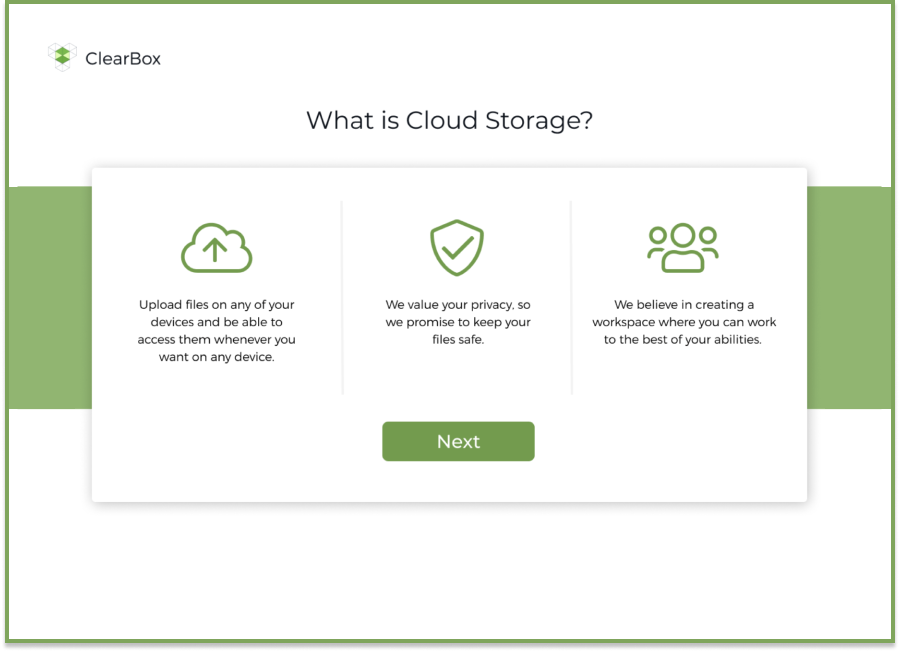 ClearBox
What is Cloud Storage?
Upload files on any of your
devices and be able to
access them whenever you
want on any device.
We value your privacy, so
we promise to keep your
files safe.
We believe in creating a
workspace where you can work
to the best of your abilities.
Next